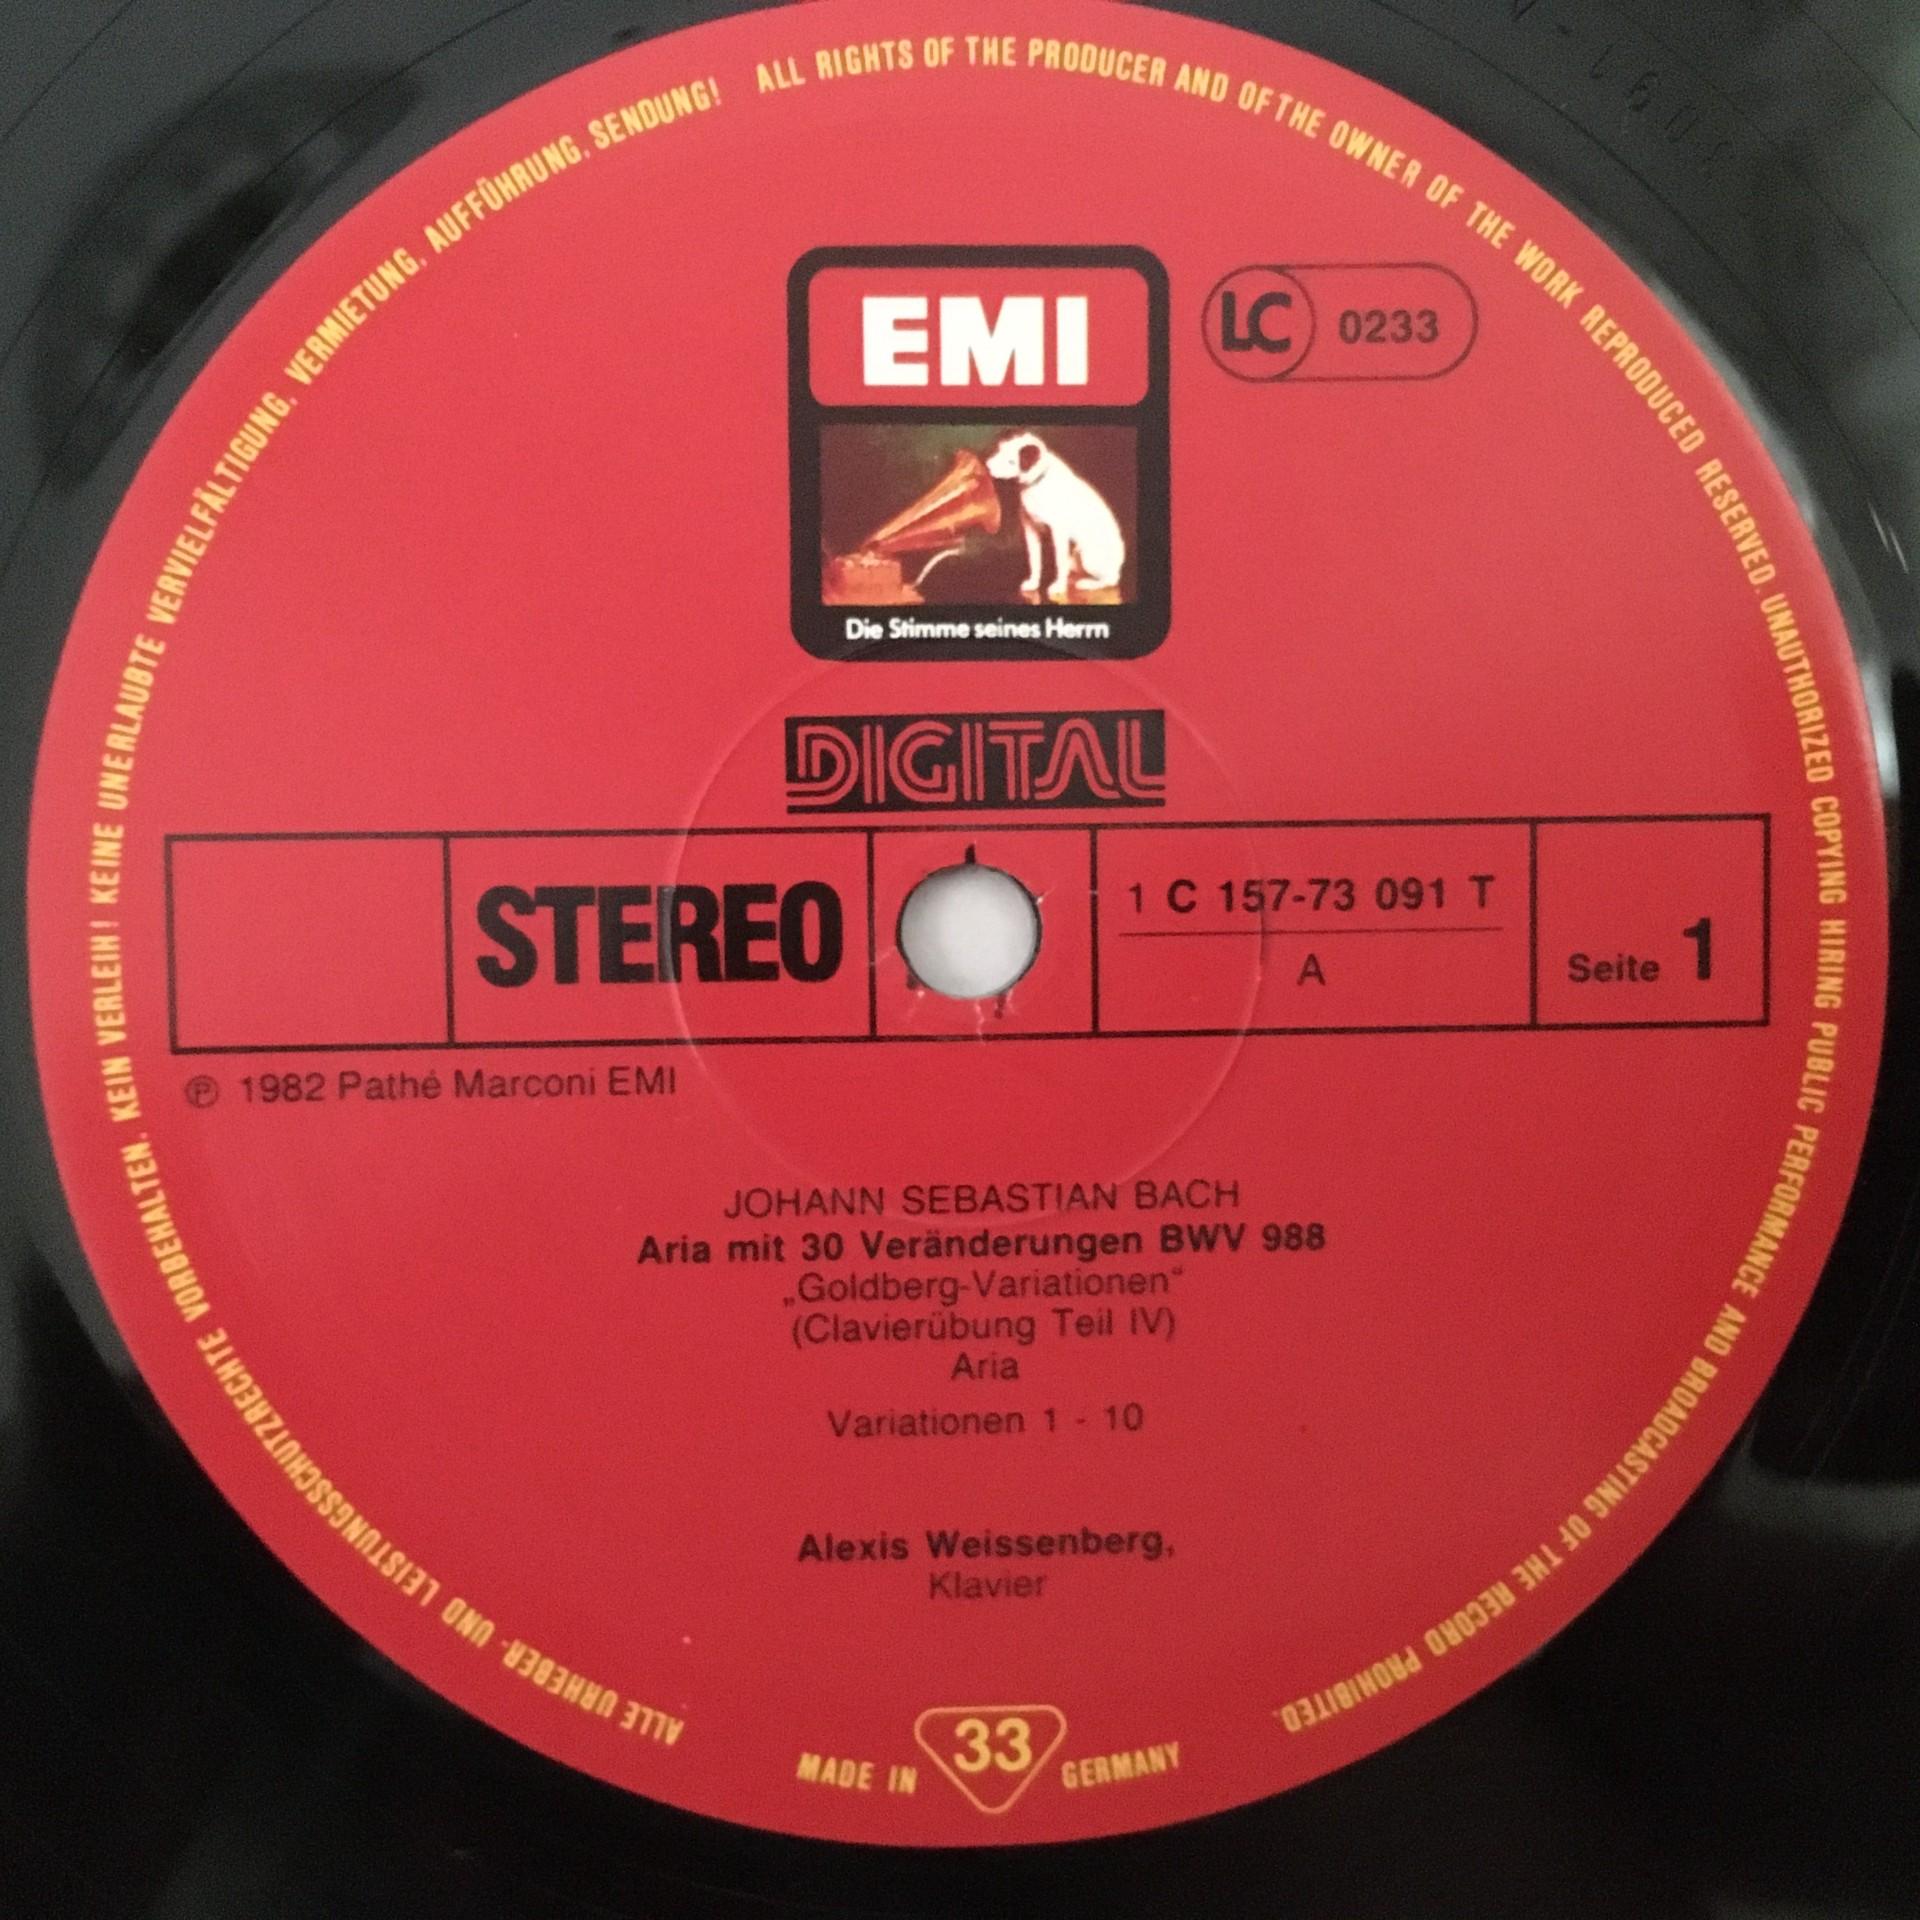 ALLE URHEBER- UND LEISTUNGSSCHUTZRECHTE VORBEHALTEN. KEIN VERLEIH! KEINE UNERLAUBTE VERVIELFÄLTIGUNG, VERMIETUNG, AUFFÜHRUNG, SENDUNG!
ALL RIGHTS OF THE PRODUCER AND OF THE OWNER OF THE WORK REPRODUCED RESERVED. UNAUTHORIZED COPYING HIRING PUBLIC PERFORMANCE AND BROADCASTING OF THE RECORD PROHIBITED.
EMI
LC 0233
Die Stimme seines Herrn
DIGITAL
STEREO
1 C 157-73 091 T
A
Seite 1
℗ 1982 Pathé Marconi EMI
JOHANN SEBASTIAN BACH
Aria mit 30 Veränderungen BWV 988
„Goldberg-Variationen“
(Clavierübung Teil IV)
Aria
Variationen 1 - 10
Alexis Weissenberg,
Klavier
MADE IN 33 GERMANY